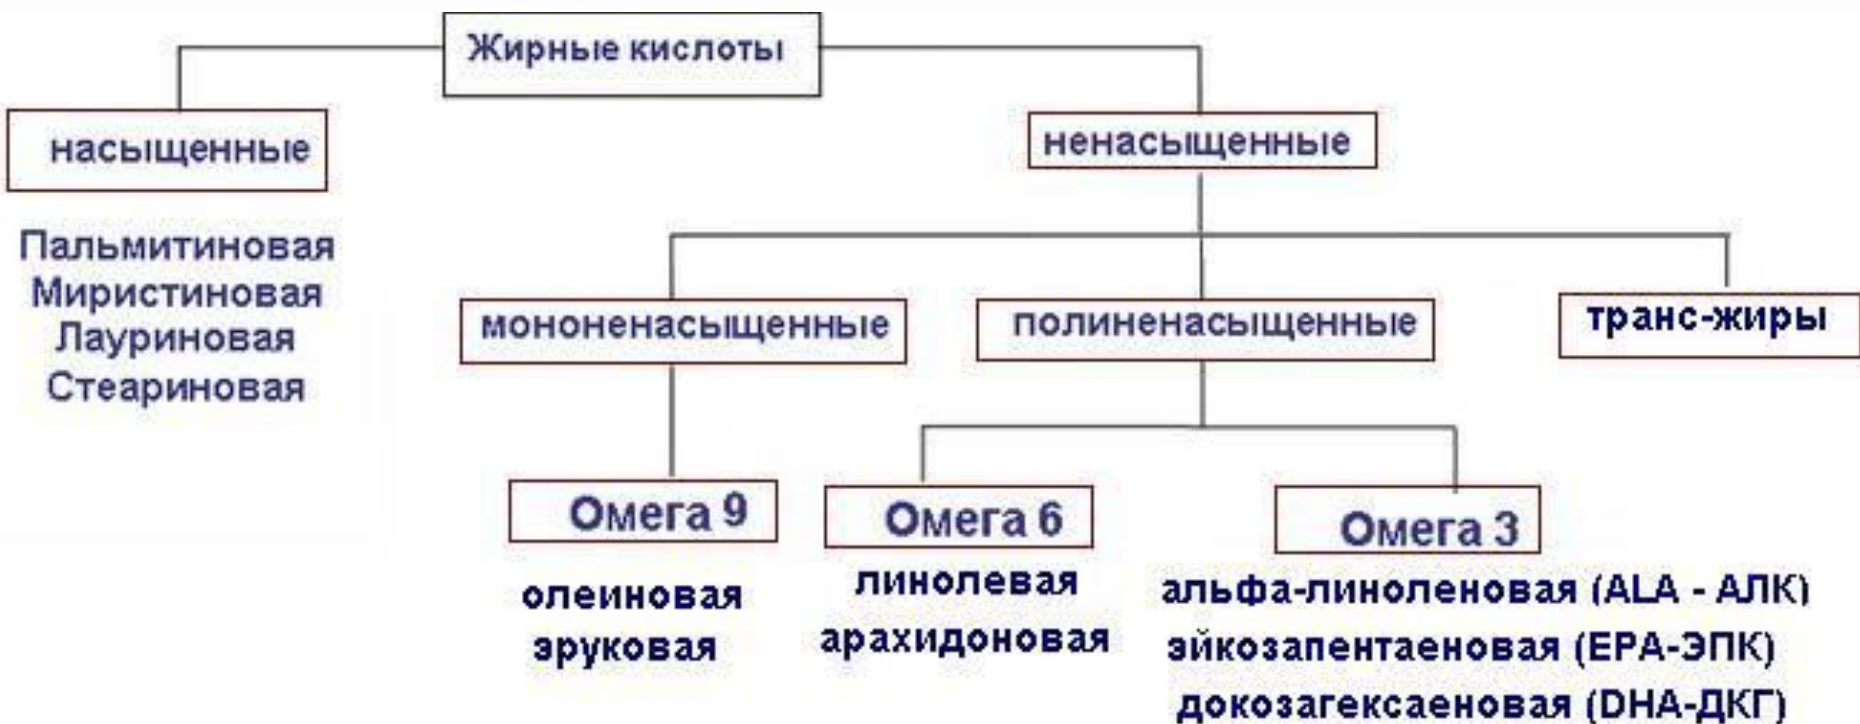 Жирные кислоты
насыщенные
ненасыщенные
Пальмитиновая
Миристиновая
Лауриновая
Стеариновая
мононенасыщенные
полиненасыщенные
транс-жиры
Омега 9
Омега 6
Омега 3
олеиновая
эруковая
линолевая
арахидоновая
альфа-линоленовая (ALA - АЛК)
эйкозапентаеновая (EPA-ЭПК)
докозагексаеновая (DHA-ДКГ)